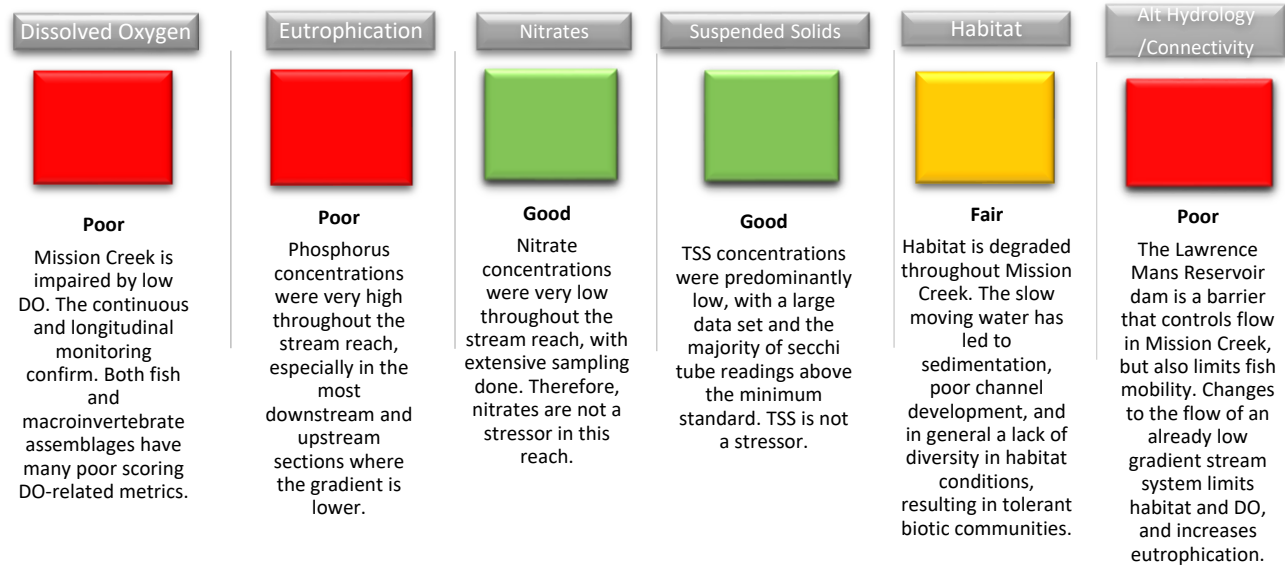 Dissolved Oxygen
Poor
Mission Creek is
impaired by low
DO. The continuous
and longitudinal
monitoring
confirm. Both fish
and
macroinvertebrate
assemblages have
many poor scoring
DO-related metrics.
Eutrophication
Poor
Phosphorus
concentrations
were very high
throughout the
stream reach,
especially in the
most
downstream and
upstream
sections where
the gradient is
lower.
Nitrates
Good
Nitrate
concentrations
were very low
throughout the
stream reach, with
extensive sampling
done. Therefore,
nitrates are not a
stressor in this
reach.
Suspended Solids
Good
TSS concentrations
were predominantly
low, with a large
data set and the
majority of secchi
tube readings above
the minimum
standard. TSS is not
a stressor.
Habitat
Fair
Habitat is degraded
throughout Mission
Creek. The slow
moving water has
led to
sedimentation,
poor channel
development, and
in general a lack of
diversity in habitat
conditions,
resulting in tolerant
biotic communities.
Alt Hydrology
/Connectivity
Poor
The Lawrence
Mans Reservoir
dam is a barrier
that controls flow
in Mission Creek,
but also limits fish
mobility. Changes
to the flow of an
already low
gradient stream
system limits
habitat and DO,
and increases
eutrophication.